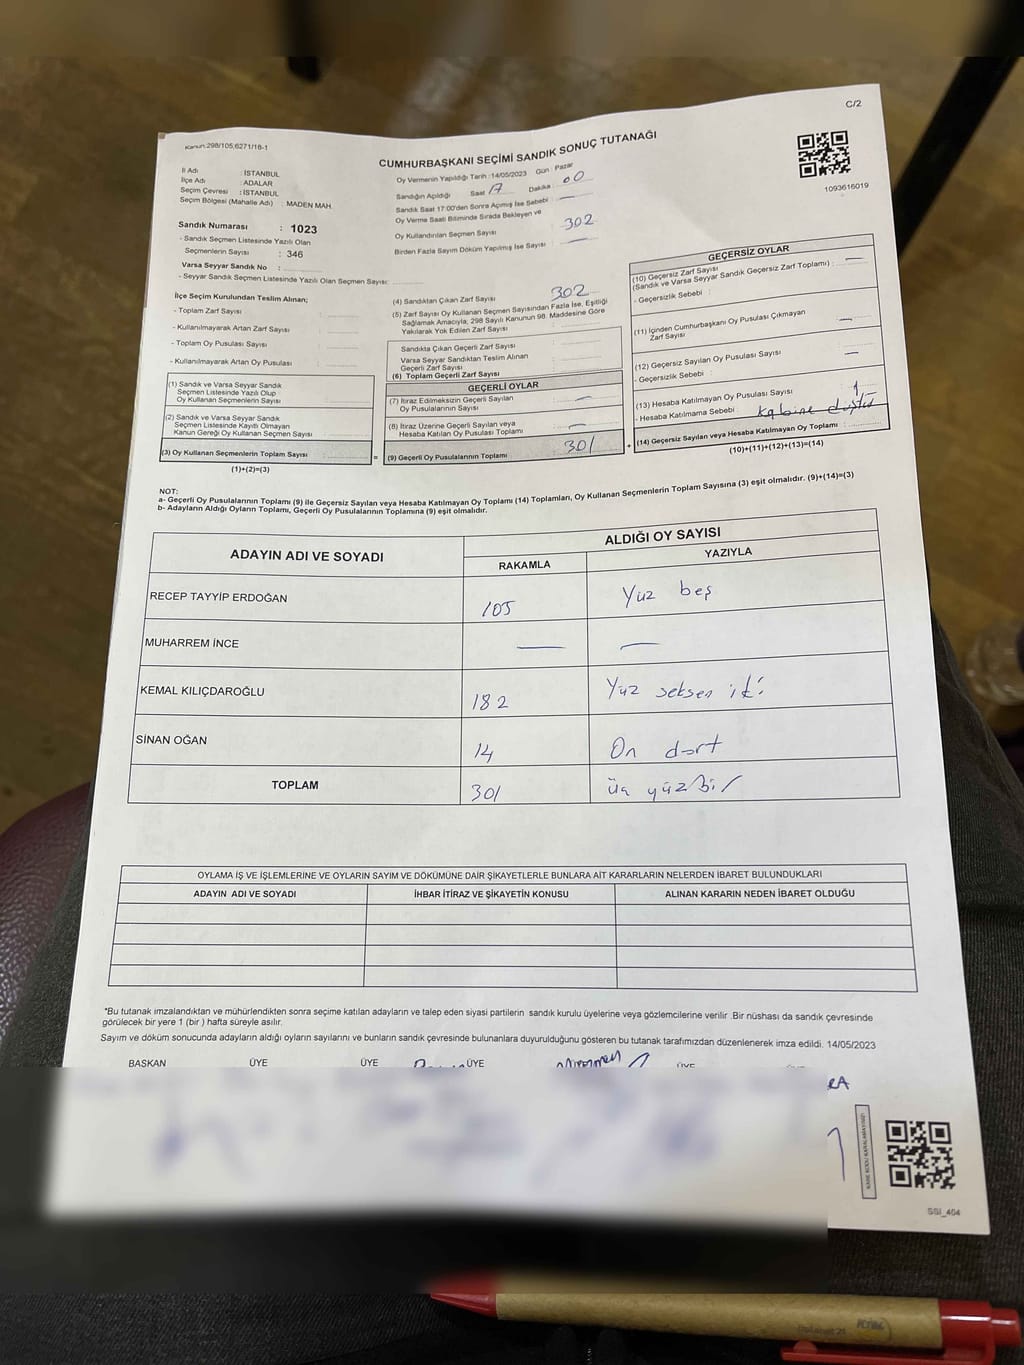 C/2
Kanun:298/105,6271/18-1
CUMHURBAŞKANI SEÇİMİ SANDIK SONUÇ TUTANAĞI
1093616019
İl Adı : İSTANBUL
İlçe Adı : ADALAR
Seçim Çevresi : İSTANBUL
Seçim Bölgesi (Mahalle Adı) : MADEN MAH.
Oy Vermenin Yapıldığı Tarih :14/05/2023 Gün : Pazar
Sandığın Açıldığı Saat 17 Dakika : 00
Sandık Saat 17:00'den Sonra Açılmış İse Sebebi : —
Oy Verme Saati Bitiminde Sırada Bekleyen ve
Oy Kullandırılan Seçmen Sayısı : 302
Birden Fazla Sayım Döküm Yapılmış İse Sayısı : —
Sandık Numarası : 1023
- Sandık Seçmen Listesinde Yazılı Olan
Seçmenlerin Sayısı : 346
Varsa Seyyar Sandık No :
- Seyyar Sandık Seçmen Listesinde Yazılı Olan Seçmen Sayısı:
İlçe Seçim Kurulundan Teslim Alınan;
- Toplam Zarf Sayısı :
- Kullanılmayarak Artan Zarf Sayısı :
- Toplam Oy Pusulası Sayısı :
- Kullanılmayarak Artan Oy Pusulası :
(1) Sandık ve Varsa Seyyar Sandık
Seçmen Listesinde Yazılı Olup
Oy Kullanan Seçmenlerin Sayısı :
(2) Sandık ve Varsa Seyyar Sandık
Seçmen Listesinde Kayıtlı Olmayan
Kanun Gereği Oy Kullanan Seçmen Sayısı :
(3) Oy Kullanan Seçmenlerin Toplam Sayısı :
(1)+(2)=(3)
(4) Sandıktan Çıkan Zarf Sayısı : 302
(5) Zarf Sayısı Oy Kullanan Seçmen Sayısından Fazla İse, Eşitliği
Sağlamak Amacıyla; 298 Sayılı Kanunun 98. Maddesine Göre
Yakılarak Yok Edilen Zarf Sayısı :
Sandıkta Çıkan Geçerli Zarf Sayısı :
Varsa Seyyar Sandıktan Teslim Alınan
Geçerli Zarf Sayısı :
(6) Toplam Geçerli Zarf Sayısı :
GEÇERLİ OYLAR
(7) İtiraz Edilmeksizin Geçerli Sayılan
Oy Pusulalarının Sayısı : —
(8) İtiraz Üzerine Geçerli Sayılan veya
Hesaba Katılan Oy Pusulası Toplamı : —
(9) Geçerli Oy Pusulalarının Toplamı : 301
GEÇERSİZ OYLAR
(10) Geçersiz Zarf Sayısı
(Sandık ve Varsa Seyyar Sandık Geçersiz Zarf Toplamı) : —
- Geçersizlik Sebebi :
(11) İçinden Cumhurbaşkanı Oy Pusulası Çıkmayan
Zarf Sayısı : —
(12) Geçersiz Sayılan Oy Pusulası Sayısı : —
- Geçersizlik Sebebi :
(13) Hesaba Katılmayan Oy Pusulası Sayısı : 1
- Hesaba Katılmama Sebebi : Kabine düştü
(14) Geçersiz Sayılan veya Hesaba Katılmayan Oy Toplamı :
(10)+(11)+(12)+(13)=(14)
NOT:
a- Geçerli Oy Pusulalarının Toplamı (9) ile Geçersiz Sayılan veya Hesaba Katılmayan Oy Toplamı (14) Toplamları, Oy Kullanan Seçmenlerin Toplam Sayısına (3) eşit olmalıdır. (9)+(14)=(3)
b- Adayların Aldığı Oyların Toplamı, Geçerli Oy Pusulalarının Toplamına (9) eşit olmalıdır.
ADAYIN ADI VE SOYADI
ALDIĞI OY SAYISI
RAKAMLA YAZIYLA
RECEP TAYYİP ERDOĞAN 105 Yüz beş
MUHARREM İNCE — —
KEMAL KILIÇDAROĞLU 182 Yüz seksen iki
SİNAN OĞAN 14 On dört
TOPLAM 301 üç yüz bir
OYLAMA İŞ VE İŞLEMLERİNE VE OYLARIN SAYIM VE DÖKÜMÜNE DAİR ŞİKAYETLERLE BUNLARA AİT KARARLARIN NELERDEN İBARET BULUNDUKLARI
ADAYIN ADI VE SOYADI İHBAR İTİRAZ VE ŞİKAYETİN KONUSU ALINAN KARARIN NEDEN İBARET OLDUĞU
*Bu tutanak imzalandıktan ve mühürlendikten sonra seçime katılan adayların ve talep eden siyasi partilerin sandık kurulu üyelerine veya gözlemcilerine verilir .Bir nüshası da sandık çevresinde
görülecek bir yere 1 (bir ) hafta süreyle asılır.
Sayım ve döküm sonucunda adayların aldığı oyların sayılarını ve bunların sandık çevresinde bulunanlara duyurulduğunu gösteren bu tutanak tarafımızdan düzenlenerek imza edildi. 14/05/2023
BAŞKAN ÜYE ÜYE ÜYE ÜYE
SSI_404